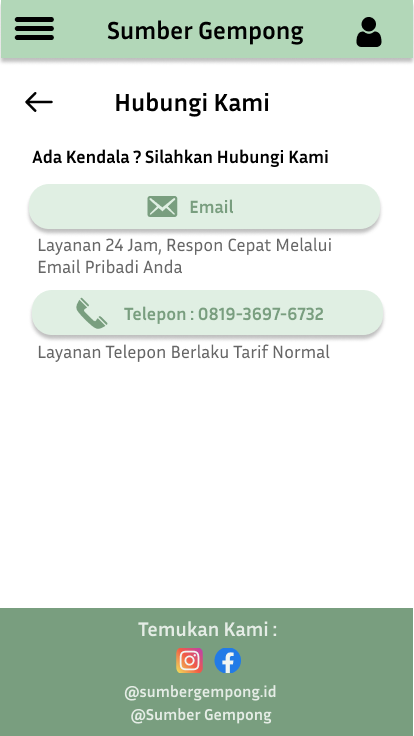 Sumber Gempong
Hubungi Kami
Ada Kendala ? Silahkan Hubungi Kami
Email
Layanan 24 Jam, Respon Cepat Melalui
Email Pribadi Anda
Telepon : 0819-3697-6732
Layanan Telepon Berlaku Tarif Normal
Temukan Kami :
@sumbergempong.id
@Sumber Gempong